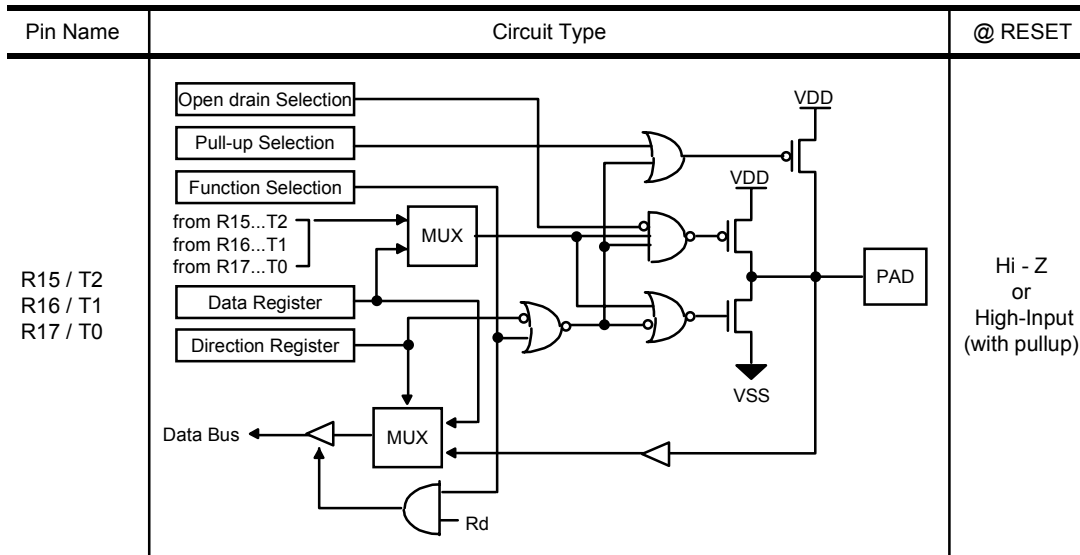 Pin Name
Circuit Type
@ RESET
Open drain Selection
Pull-up Selection
Function Selection
from R15...T2
from R16...T1
from R17...T0
MUX
Data Register
Direction Register
VDD
VDD
PAD
VSS
Data Bus
MUX
Rd
R15 / T2
R16 / T1
R17 / T0
Hi - Z
or
High-Input
(with pullup)